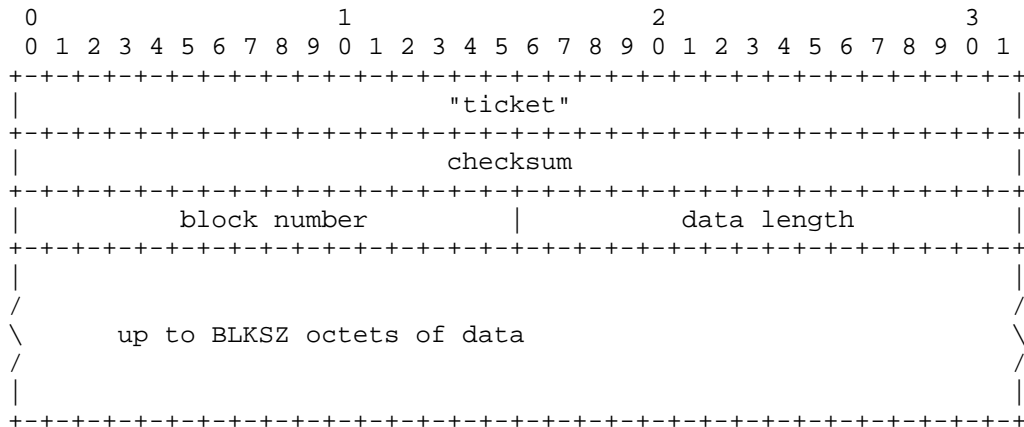 0                   1                   2                   3
 0 1 2 3 4 5 6 7 8 9 0 1 2 3 4 5 6 7 8 9 0 1 2 3 4 5 6 7 8 9 0 1
+-+-+-+-+-+-+-+-+-+-+-+-+-+-+-+-+-+-+-+-+-+-+-+-+-+-+-+-+-+-+-+-+
|                           "ticket"                            |
+-+-+-+-+-+-+-+-+-+-+-+-+-+-+-+-+-+-+-+-+-+-+-+-+-+-+-+-+-+-+-+-+
|                           checksum                            |
+-+-+-+-+-+-+-+-+-+-+-+-+-+-+-+-+-+-+-+-+-+-+-+-+-+-+-+-+-+-+-+-+
|          block number         |          data length          |
+-+-+-+-+-+-+-+-+-+-+-+-+-+-+-+-+-+-+-+-+-+-+-+-+-+-+-+-+-+-+-+-+
|                                                               |
/                                                               /
\      up to BLKSZ octets of data                               \
/                                                               /
|                                                               |
+-+-+-+-+-+-+-+-+-+-+-+-+-+-+-+-+-+-+-+-+-+-+-+-+-+-+-+-+-+-+-+-+